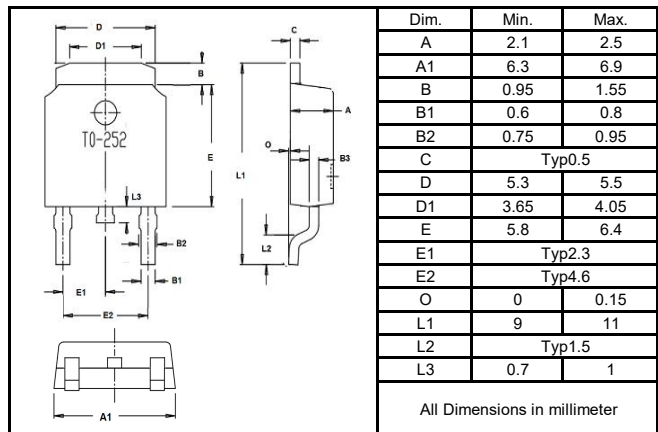 D
D1
B
TO-252
E
L3
B2
B1
E1
E2
A1
C
A
O
B3
L1
L2
Dim. Min. Max.
A 2.1 2.5
A1 6.3 6.9
B 0.95 1.55
B1 0.6 0.8
B2 0.75 0.95
C Typ0.5
D 5.3 5.5
D1 3.65 4.05
E 5.8 6.4
E1 Typ2.3
E2 Typ4.6
O 0 0.15
L1 9 11
L2 Typ1.5
L3 0.7 1
All Dimensions in millimeter